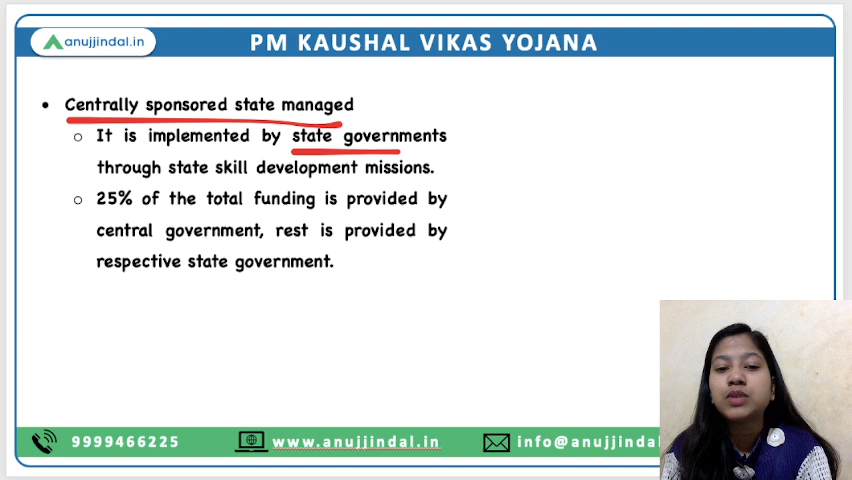 anujjindal.in
PM KAUSHAL VIKAS YOJANA
• Centrally sponsored state managed
o It is implemented by state governments
through state skill development missions.
o 25% of the total funding is provided by
central government, rest is provided by
respective state government.
9999466225
www.anujjindal.in
info@anujjindal